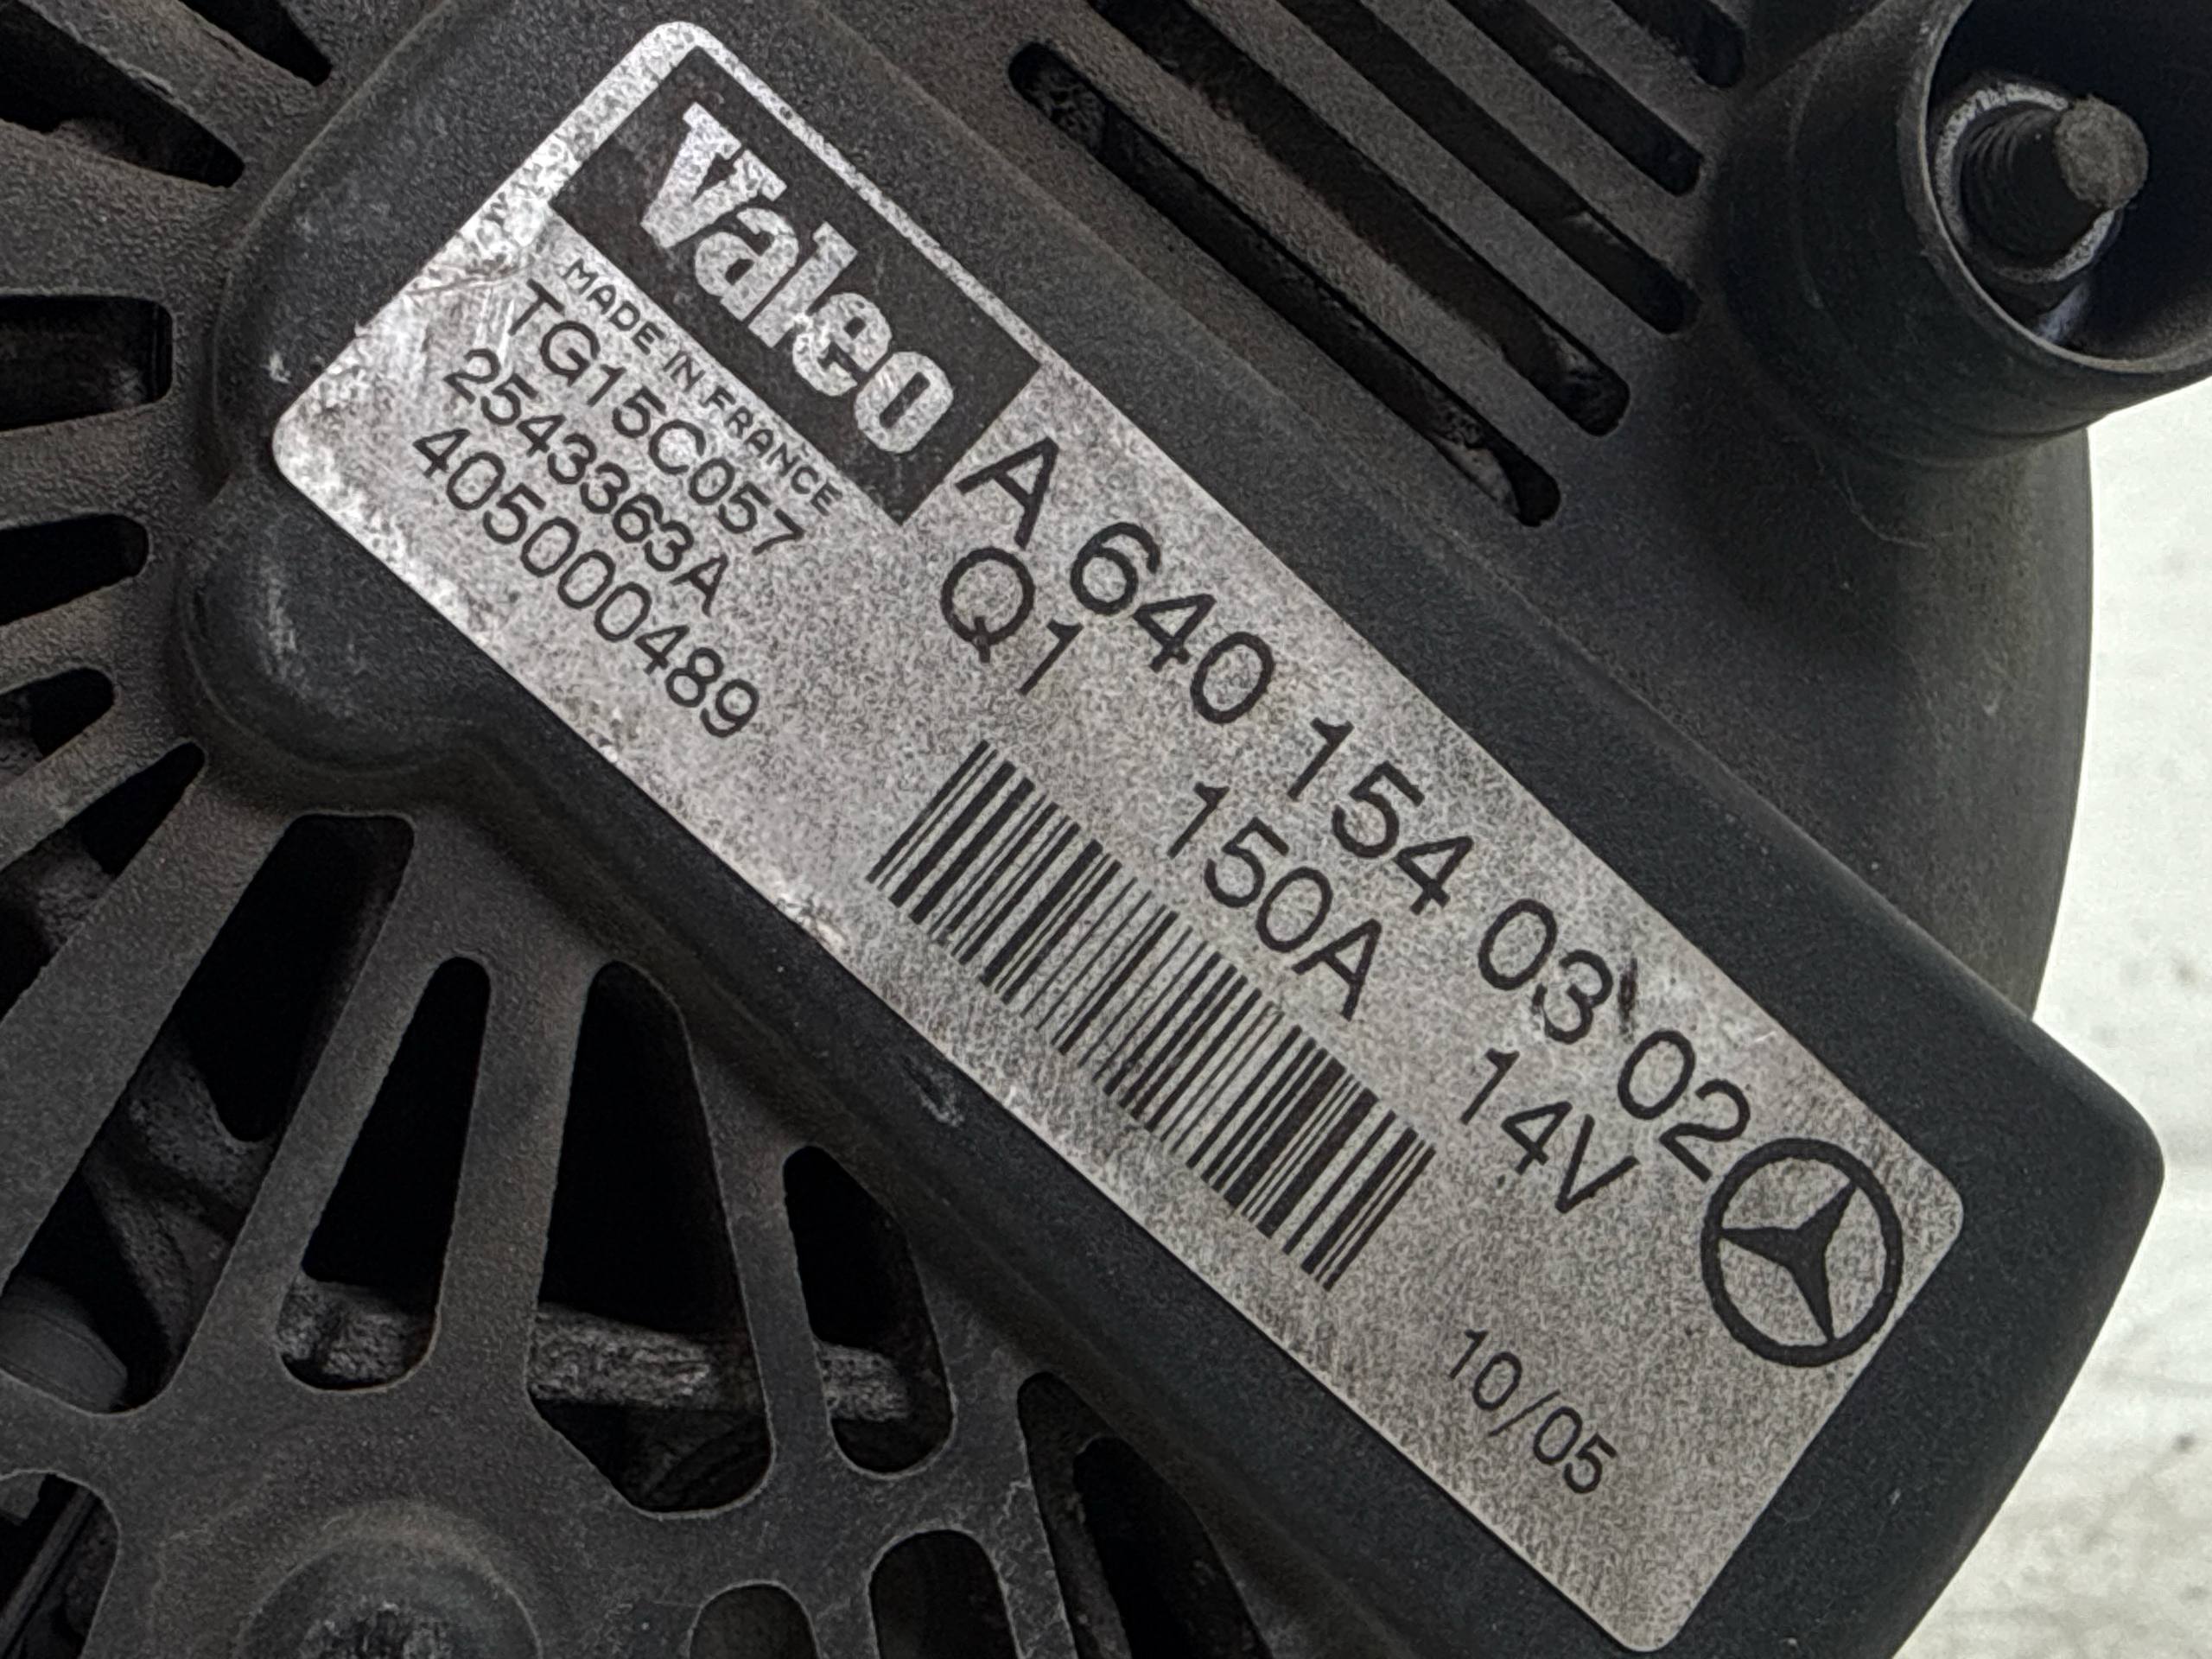 Valeo
MADE IN FRANCE
TG15C057
2543363A
405000489
A 640 154 03 02
Q1 150A 14V
10/05